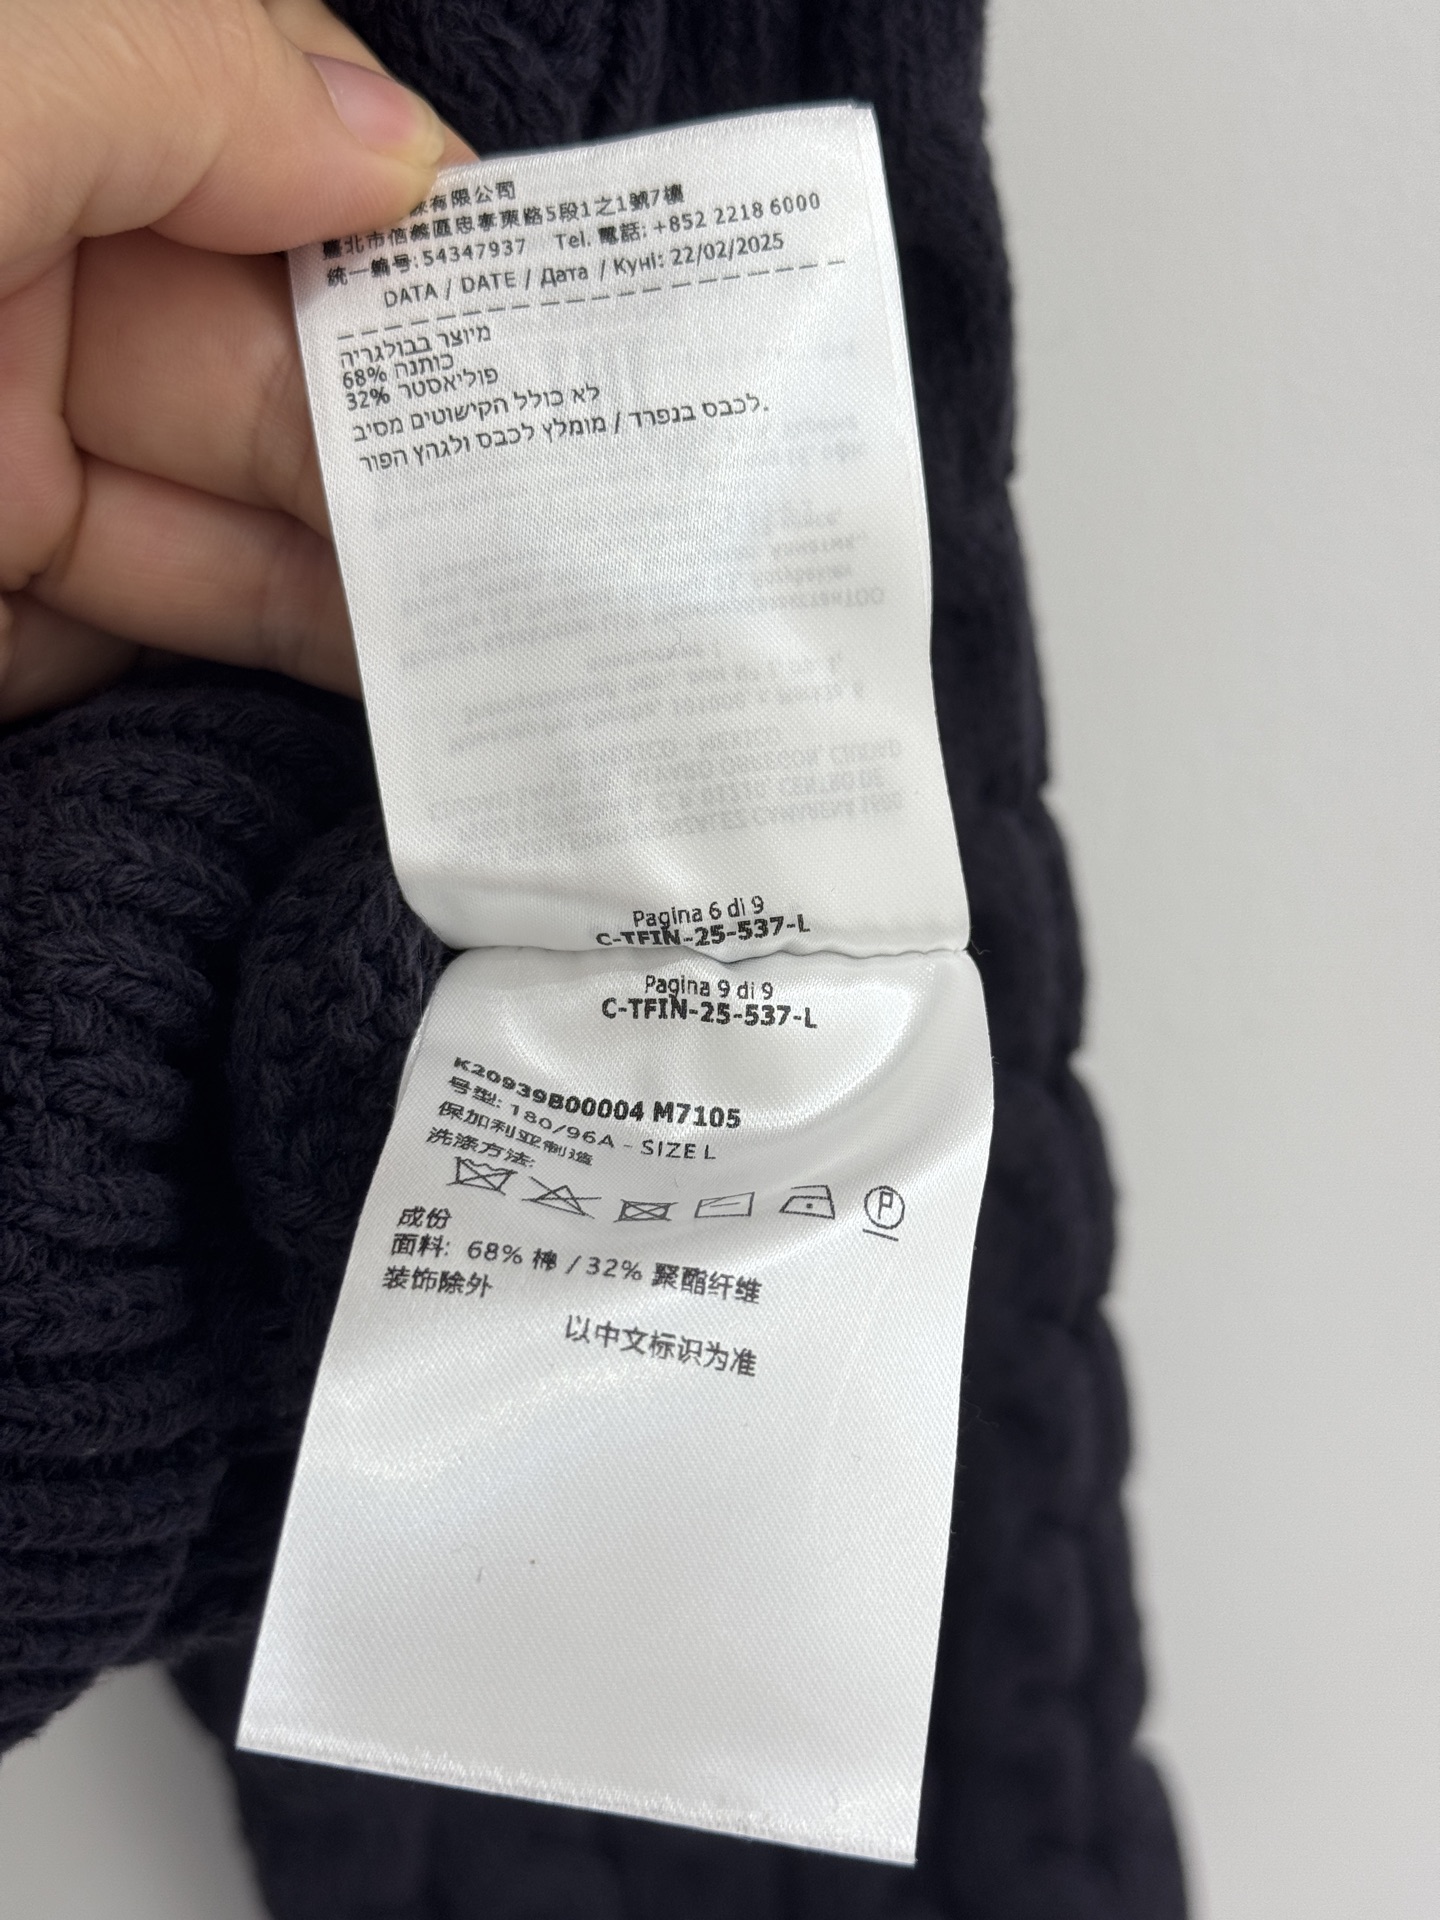 有限公司
臺北市信義區忠孝東路5段1之1號7樓
統一編号:54347937 Tel. 電話: +852 2218 6000
DATA / DATE / Дата / Күні: 22/02/2025
מיוצר בבולגריה
68% כותנה
32% פוליאסטר
לא כולל הקישוטים מסיב
לכבס בנפרד / מומלץ לכבס ולגהץ הפוך.
Pagina 6 di 9
C-TFIN-25-537-L
Pagina 9 di 9
C-TFIN-25-537-L
K20939B00004 M7105
号型: 180/96A - SIZE L
保加利亚制造
洗涤方法:
P
成份
面料: 68% 棉 / 32% 聚酯纤维
装饰除外
以中文标识为准